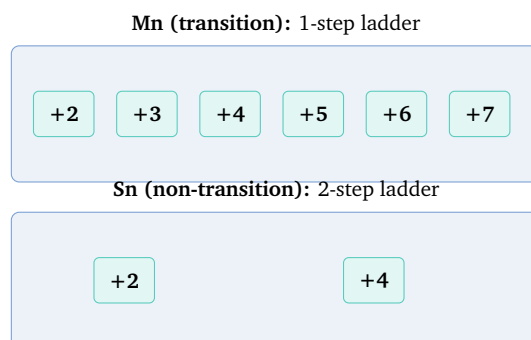 Mn (transition): 1-step ladder
+2 +3 +4 +5 +6 +7
Sn (non-transition): 2-step ladder
+2 +4